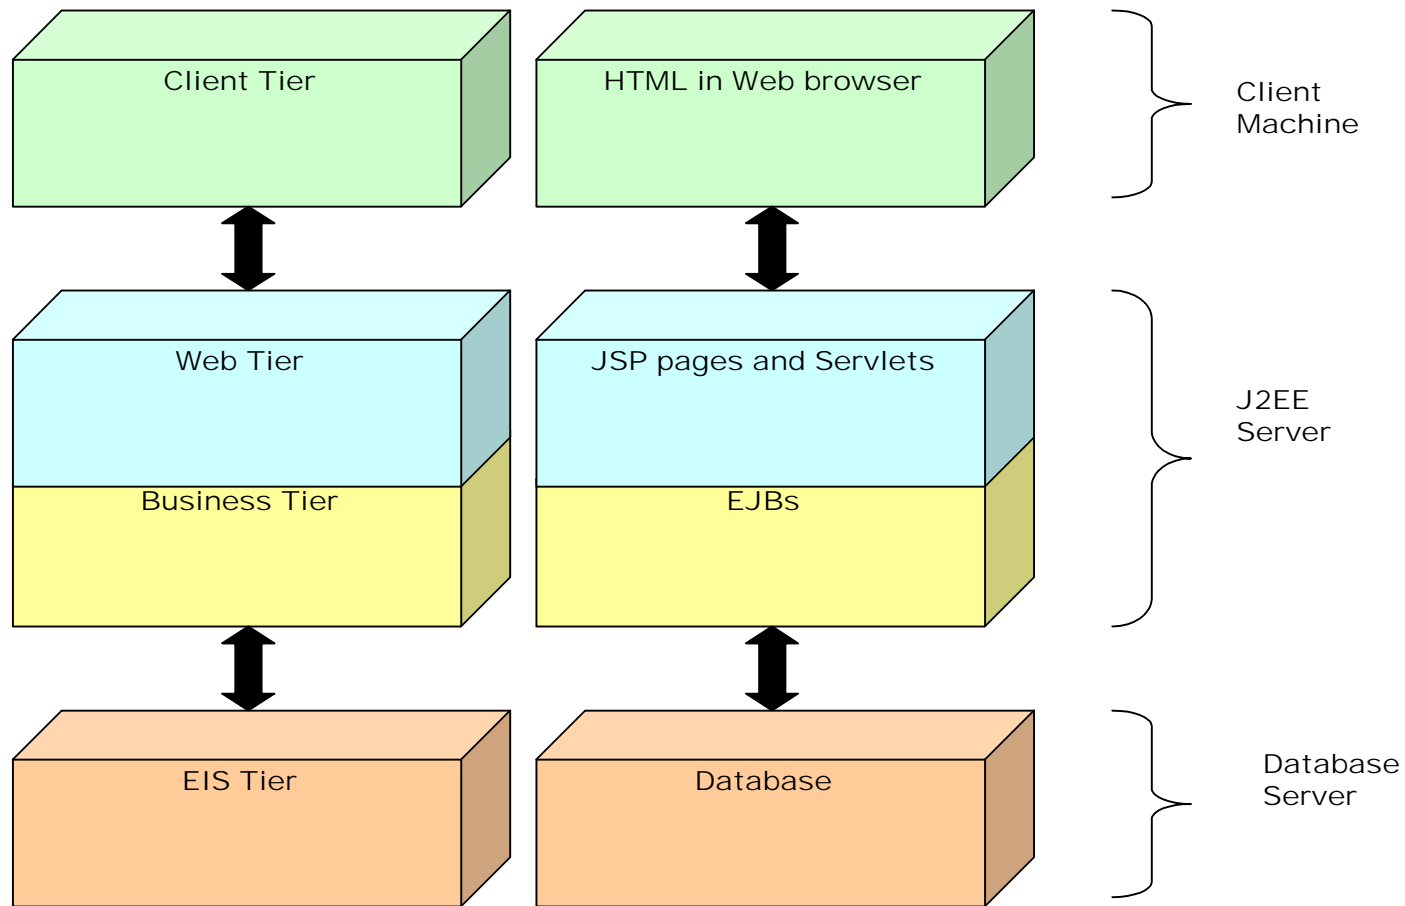 Client Tier
HTML in Web browser
Client
Machine
Web Tier
JSP pages and Servlets
J2EE
Server
Business Tier
EJBs
EIS Tier
Database
Database
Server